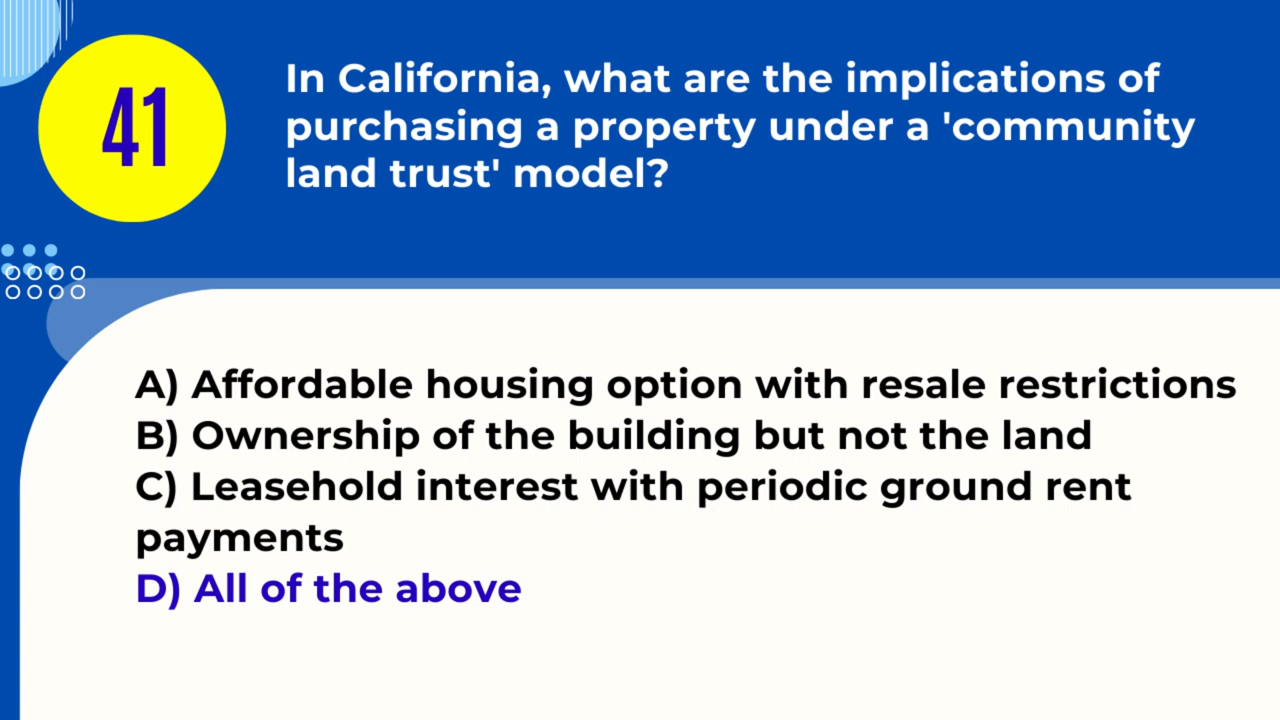 41
In California, what are the implications of
purchasing a property under a 'community
land trust' model?
A) Affordable housing option with resale restrictions
B) Ownership of the building but not the land
C) Leasehold interest with periodic ground rent
payments
D) All of the above